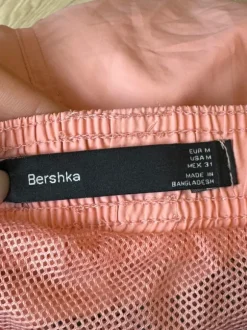 Bershka
EUR M
USA M
MEX 31
MADE IN
BANGLADESH